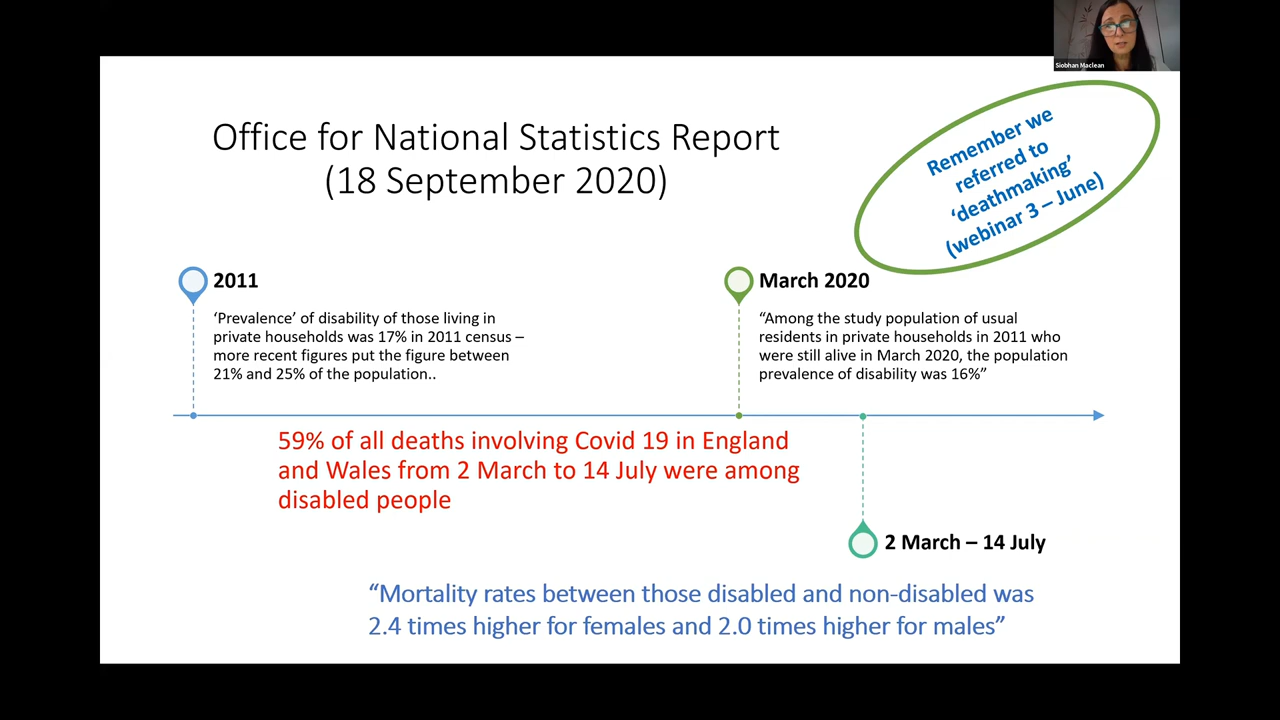 Siobhan Maclean
Office for National Statistics Report
(18 September 2020)
Remember we
referred to
‘deathmaking’
(webinar 3 – June)
2011
‘Prevalence’ of disability of those living in
private households was 17% in 2011 census –
more recent figures put the figure between
21% and 25% of the population..
March 2020
“Among the study population of usual
residents in private households in 2011 who
were still alive in March 2020, the population
prevalence of disability was 16%”
59% of all deaths involving Covid 19 in England
and Wales from 2 March to 14 July were among
disabled people
2 March – 14 July
“Mortality rates between those disabled and non-disabled was
2.4 times higher for females and 2.0 times higher for males”